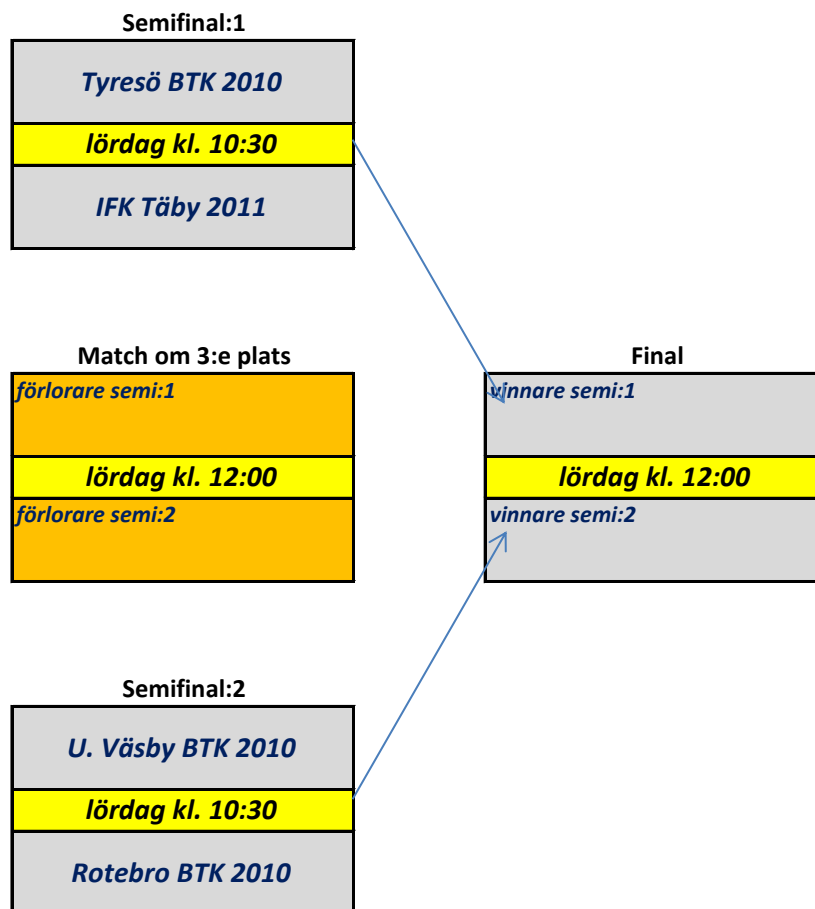 Semifinal:1
Tyresö BTK 2010
lördag kl. 10:30
IFK Täby 2011
Match om 3:e plats
förlorare semi:1
lördag kl. 12:00
förlorare semi:2
Final
vinnare semi:1
lördag kl. 12:00
vinnare semi:2
Semifinal:2
U. Väsby BTK 2010
lördag kl. 10:30
Rotebro BTK 2010